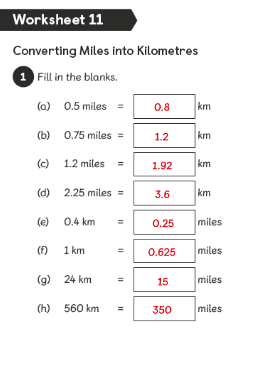 Worksheet 11
Converting Miles into Kilometres
1 Fill in the blanks.
(a) 0.5 miles = 0.8 km
(b) 0.75 miles = 1.2 km
(c) 1.2 miles = 1.92 km
(d) 2.25 miles = 3.6 km
(e) 0.4 km = 0.25 miles
(f) 1 km = 0.625 miles
(g) 24 km = 15 miles
(h) 560 km = 350 miles